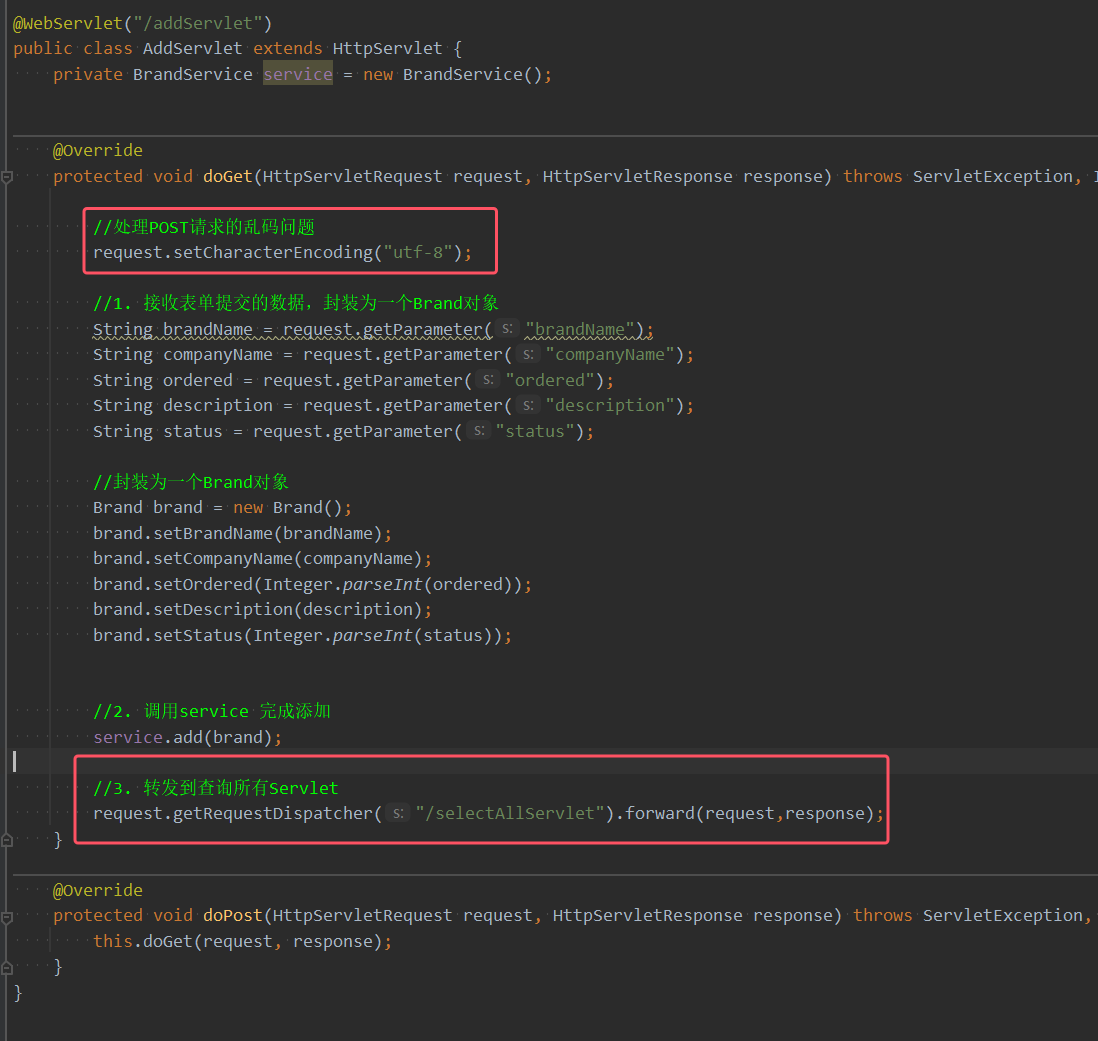 @WebServlet("/addServlet")
public class AddServlet extends HttpServlet {
private BrandService service = new BrandService();
@Override
protected void doGet(HttpServletRequest request, HttpServletResponse response) throws ServletException,
//处理POST请求的乱码问题
request.setCharacterEncoding("utf-8");
//1. 接收表单提交的数据，封装为一个Brand对象
String brandName = request.getParameter( s: "brandName");
String companyName = request.getParameter( s: "companyName");
String ordered = request.getParameter( s: "ordered");
String description = request.getParameter( s: "description");
String status = request.getParameter( s: "status");
//封装为一个Brand对象
Brand brand = new Brand();
brand.setBrandName(brandName);
brand.setCompanyName(companyName);
brand.setOrdered(Integer.parseInt(ordered));
brand.setDescription(description);
brand.setStatus(Integer.parseInt(status));
//2. 调用service 完成添加
service.add(brand);
//3. 转发到查询所有Servlet
request.getRequestDispatcher( s: "/selectAllServlet").forward(request,response);
}
@Override
protected void doPost(HttpServletRequest request, HttpServletResponse response) throws ServletException,
this.doGet(request, response);
}
}